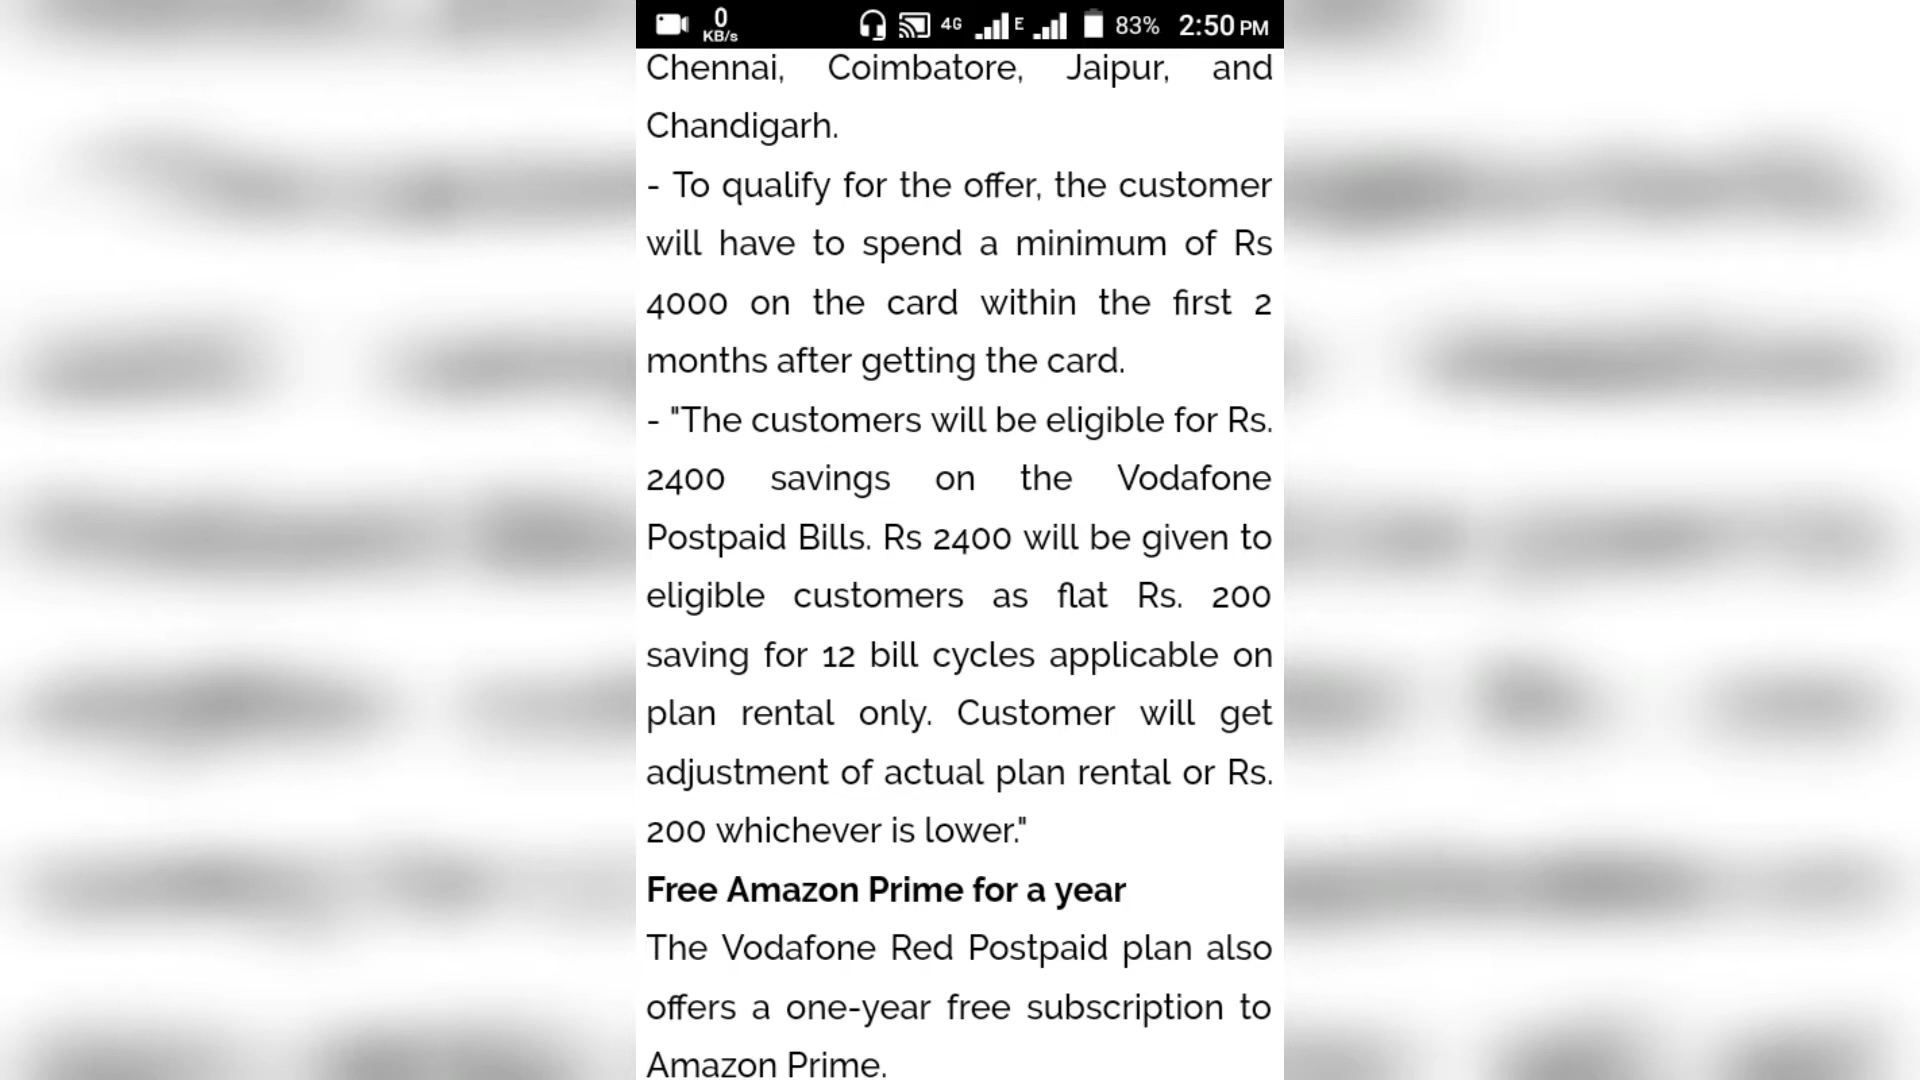 0
KB/s
4G
E
83%
2:50 PM
Chennai, Coimbatore, Jaipur, and
Chandigarh.
- To qualify for the offer, the customer
will have to spend a minimum of Rs
4000 on the card within the first 2
months after getting the card.
- "The customers will be eligible for Rs.
2400 savings on the Vodafone
Postpaid Bills. Rs 2400 will be given to
eligible customers as flat Rs. 200
saving for 12 bill cycles applicable on
plan rental only. Customer will get
adjustment of actual plan rental or Rs.
200 whichever is lower."
Free Amazon Prime for a year
The Vodafone Red Postpaid plan also
offers a one-year free subscription to
Amazon Prime.